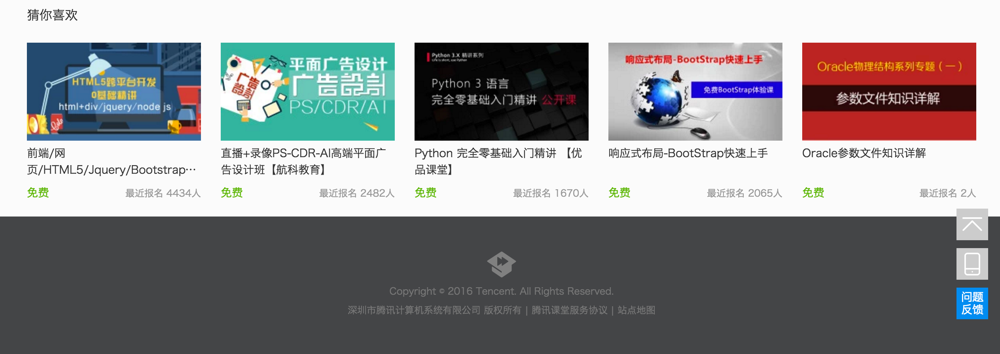 猜你喜欢
HTML5跨平台开发
0基础精讲
html+div/jquery/node js
平面广告设计
广告設計
PS/CDR/AI
广告
設計
Python 3.X 精讲系列
Life is short, use Python
Python 3 语言
完全零基础入门精讲 公开课
响应式布局-BootStrap快速上手
免费BootStrap体验课
Oracle物理结构系列专题（一）
参数文件知识详解
前端/网
页/HTML5/Jquery/Bootstrap…
免费 最近报名 4434人
直播+录像PS-CDR-AI高端平面广
告设计班【航科教育】
免费 最近报名 2482人
Python 完全零基础入门精讲 【优
品课堂】
免费 最近报名 1670人
响应式布局-BootStrap快速上手
免费 最近报名 2065人
Oracle参数文件知识详解
免费 最近报名 2人
Copyright © 2016 Tencent. All Rights Reserved.
深圳市腾讯计算机系统有限公司 版权所有 | 腾讯课堂服务协议 | 站点地图
问题
反馈